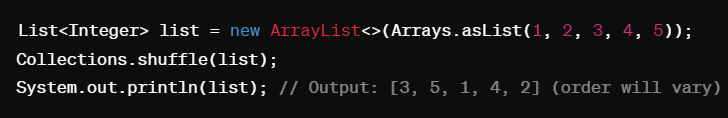 List<Integer> list = new ArrayList<>(Arrays.asList(1, 2, 3, 4, 5));
Collections.shuffle(list);
System.out.println(list); // Output: [3, 5, 1, 4, 2] (order will vary)